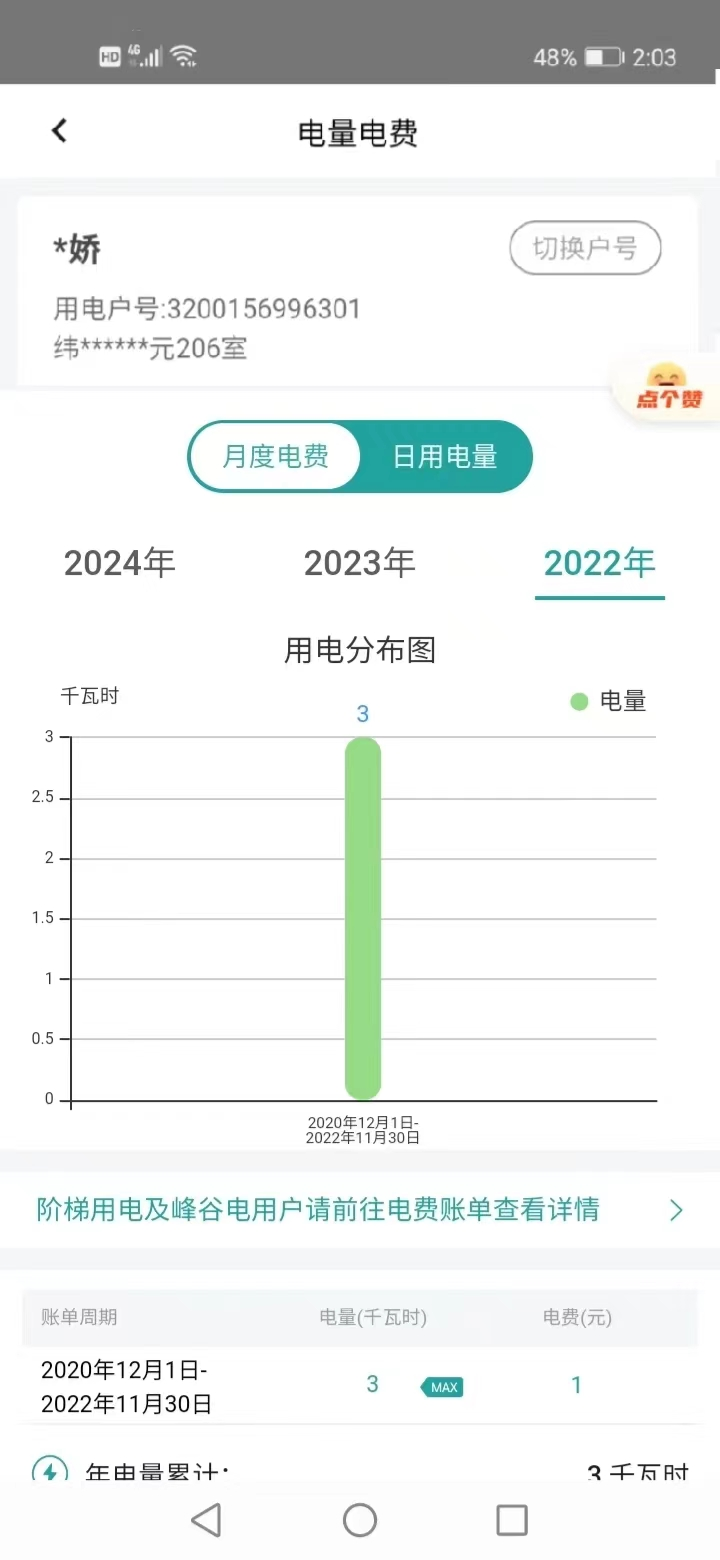 HD 4G 48% 2:03
电量电费
*娇
切换户号
用电户号:3200156996301
纬******元206室
点个赞
月度电费 日用电量
2024年 2023年 2022年
用电分布图
千瓦时
电量
3
3
2.5
2
1.5
1
0.5
0
2020年12月1日-
2022年11月30日
阶梯用电及峰谷电用户请前往电费账单查看详情
账单周期 电量(千瓦时) 电费(元)
2020年12月1日-
2022年11月30日
3 MAX 1
年电量累计: 3 千瓦时